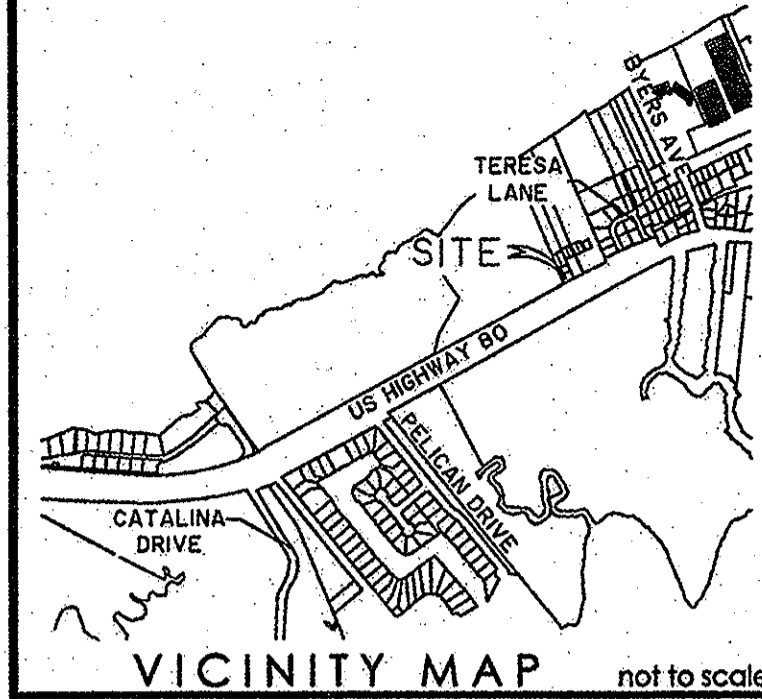 BYERS AV
TERESA
LANE
SITE
US HIGHWAY 80
PELICAN DRIVE
CATALINA
DRIVE
VICINITY MAP
not to scale